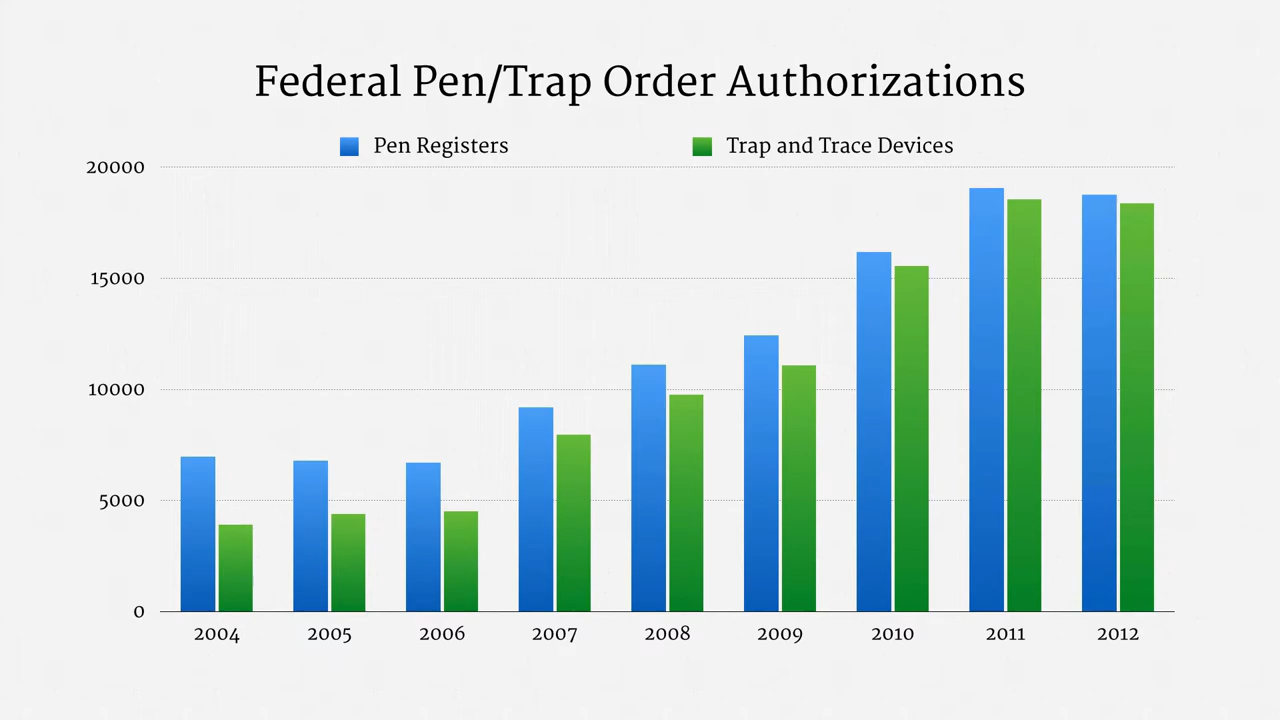 Federal Pen/Trap Order Authorizations
Pen Registers
Trap and Trace Devices
20000
15000
10000
5000
0
2004 2005 2006 2007 2008 2009 2010 2011 2012